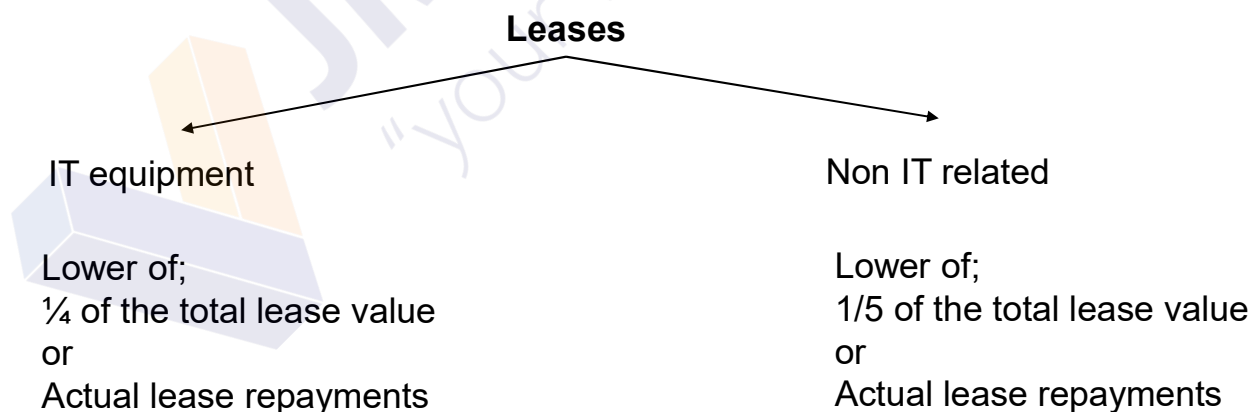 Leases
IT equipment
Lower of;
¼ of the total lease value
or
Actual lease repayments
Non IT related
Lower of;
1/5 of the total lease value
or
Actual lease repayments